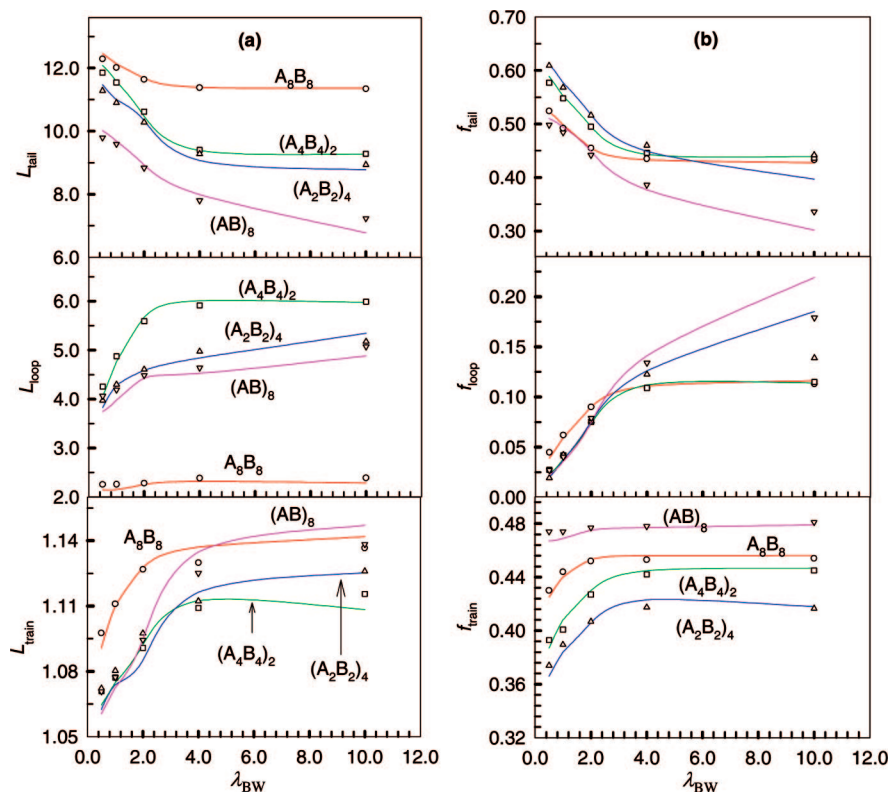 (a)
L_tail
12.0
10.0
8.0
6.0
A₈B₈
(A₄B₄)₂
(A₂B₂)₄
(AB)₈
L_loop
6.0
5.0
4.0
3.0
2.0
(A₄B₄)₂
(A₂B₂)₄
(AB)₈
A₈B₈
L_train
1.14
1.11
1.08
1.05
A₈B₈
(AB)₈
(A₄B₄)₂
(A₂B₂)₄
0.0 2.0 4.0 6.0 8.0 10.0 12.0
λ_BW
(b)
f_tail
0.70
0.60
0.50
0.40
0.30
f_loop
0.20
0.15
0.10
0.05
0.00
f_train
0.48
0.44
0.40
0.36
0.32
(AB)₈
A₈B₈
(A₄B₄)₂
(A₂B₂)₄
0.0 2.0 4.0 6.0 8.0 10.0 12.0
λ_BW